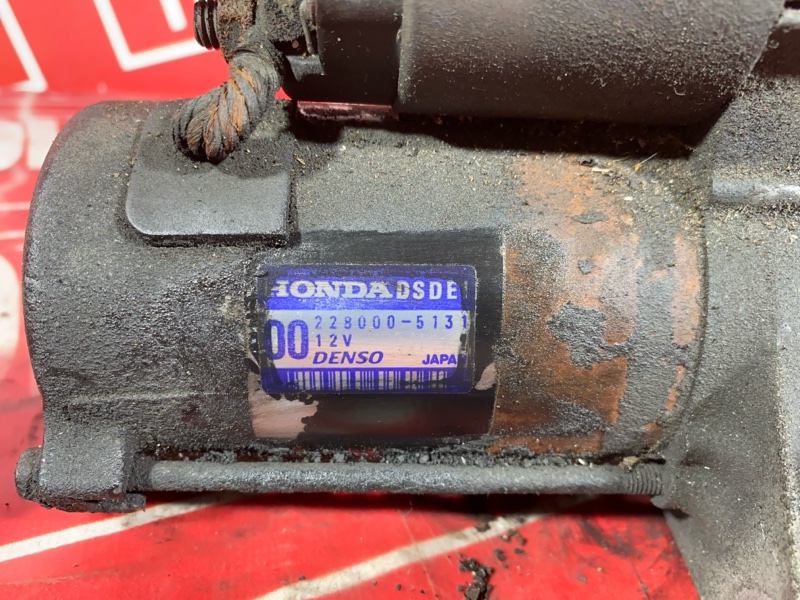 HONDA DSDE
00 228000-5131
12V
DENSO JAPAN